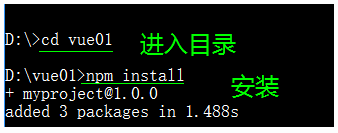 D:\>cd vue01 进入目录
D:\vue01>npm install 安装
+ myproject@1.0.0
added 3 packages in 1.488s